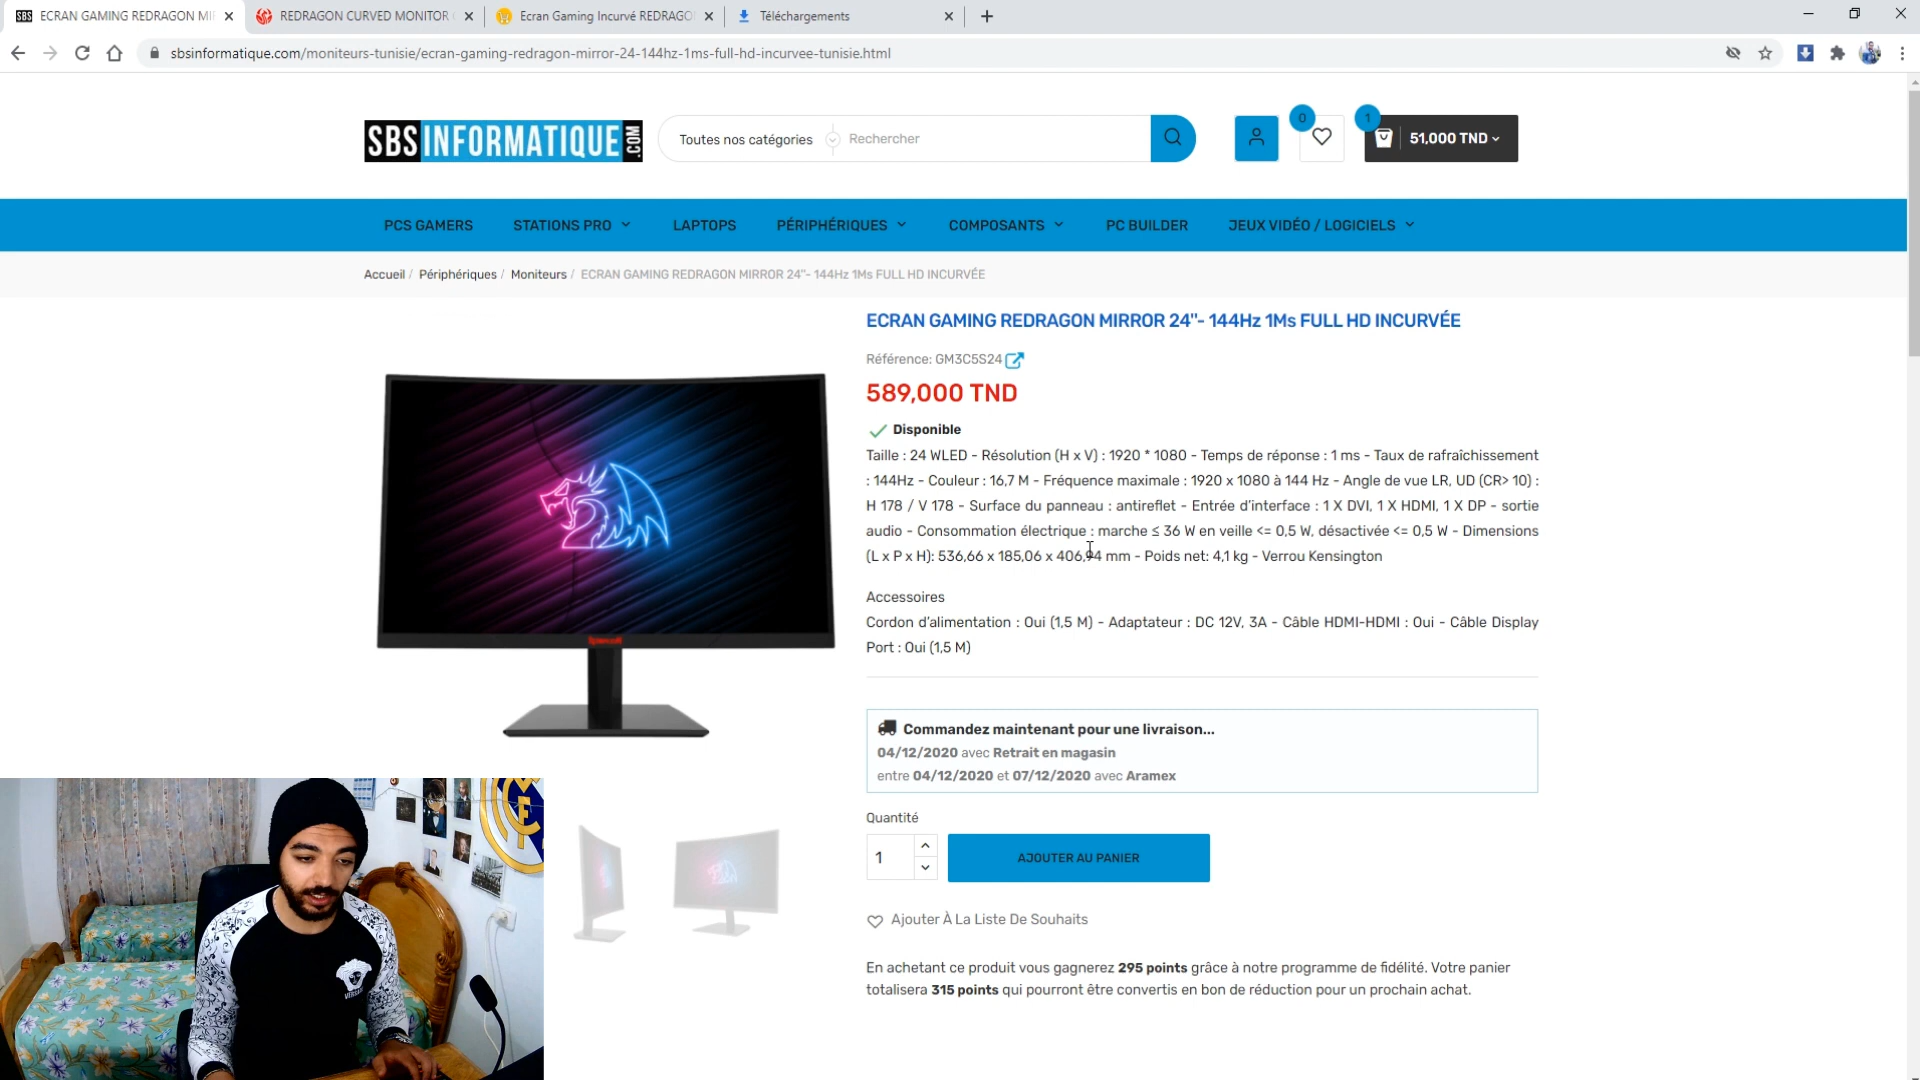 SBS ECRAN GAMING REDRAGON MI
REDRAGON CURVED MONITOR
Ecran Gaming Incurvé REDRAGO
Téléchargements
sbsinformatique.com/moniteurs-tunisie/ecran-gaming-redragon-mirror-24-144hz-1ms-full-hd-incurvee-tunisie.html
SBSINFORMATIQUE.COM
Toutes nos catégories
Rechercher
0
1
51,000 TND
PCS GAMERS
STATIONS PRO
LAPTOPS
PÉRIPHÉRIQUES
COMPOSANTS
PC BUILDER
JEUX VIDÉO / LOGICIELS
Accueil / Périphériques / Moniteurs / ECRAN GAMING REDRAGON MIRROR 24"- 144Hz 1Ms FULL HD INCURVÉE
ECRAN GAMING REDRAGON MIRROR 24"- 144Hz 1Ms FULL HD INCURVÉE
Référence: GM3C5S24
589,000 TND
Disponible
Taille : 24 WLED - Résolution (H x V) : 1920 * 1080 - Temps de réponse : 1 ms - Taux de rafraîchissement
: 144Hz - Couleur : 16,7 M - Fréquence maximale : 1920 x 1080 à 144 Hz - Angle de vue LR, UD (CR> 10) :
H 178 / V 178 - Surface du panneau : antireflet - Entrée d'interface : 1 X DVI, 1 X HDMI, 1 X DP - sortie
audio - Consommation électrique : marche ≤ 36 W en veille <= 0,5 W, désactivée <= 0,5 W - Dimensions
(L x P x H): 536,66 x 185,06 x 406,94 mm - Poids net: 4,1 kg - Verrou Kensington
Accessoires
Cordon d'alimentation : Oui (1,5 M) - Adaptateur : DC 12V, 3A - Câble HDMI-HDMI : Oui - Câble Display
Port : Oui (1,5 M)
Commandez maintenant pour une livraison...
04/12/2020 avec Retrait en magasin
entre 04/12/2020 et 07/12/2020 avec Aramex
Quantité
1
AJOUTER AU PANIER
Ajouter À La Liste De Souhaits
En achetant ce produit vous gagnerez 295 points grâce à notre programme de fidélité. Votre panier
totalisera 315 points qui pourront être convertis en bon de réduction pour un prochain achat.